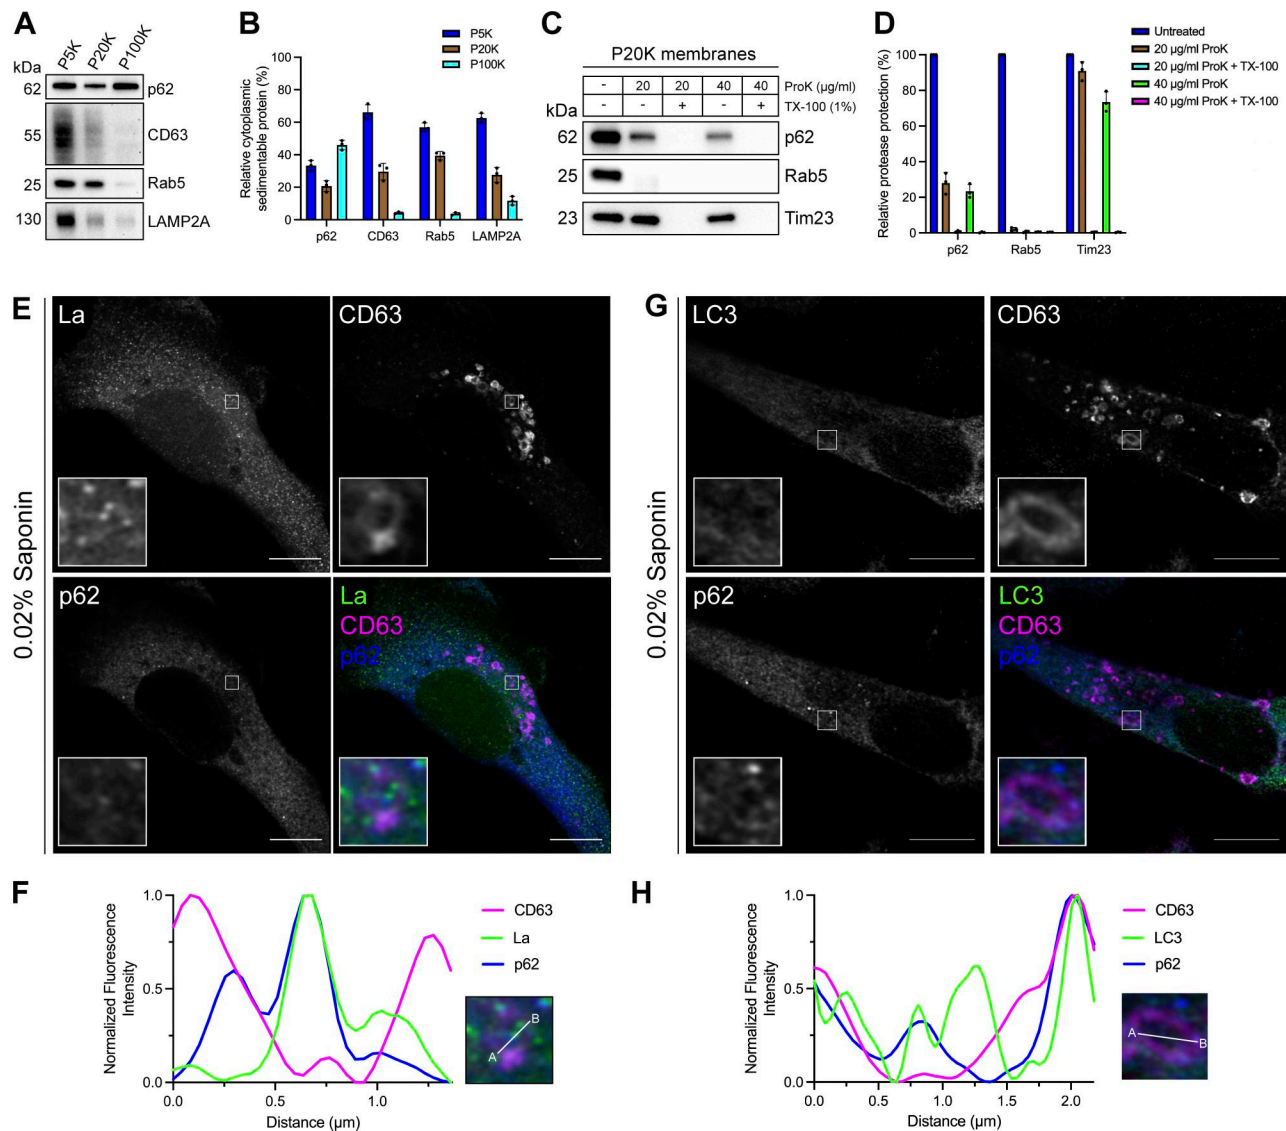 A
P5K
P20K
P100K
kDa
62
p62
55
CD63
25
Rab5
130
LAMP2A
B
P5K
P20K
P100K
Relative cytoplasmic
sedimentable protein (%)
100
80
60
40
20
0
p62
CD63
Rab5
LAMP2A
C
P20K membranes
- 20 20 40 40 ProK (µg/ml)
- - + - + TX-100 (1%)
kDa
62
p62
25
Rab5
23
Tim23
D
Untreated
20 µg/ml ProK
20 µg/ml ProK + TX-100
40 µg/ml ProK
40 µg/ml ProK + TX-100
Relative protease protection (%)
100
80
60
40
20
0
p62
Rab5
Tim23
E
0.02% Saponin
La
CD63
p62
La
CD63
p62
G
0.02% Saponin
LC3
CD63
p62
LC3
CD63
p62
F
Normalized Fluorescence
Intensity
1.0
0.5
0.0
0.0
0.5
1.0
Distance (µm)
CD63
La
p62
A
B
H
Normalized Fluorescence
Intensity
1.0
0.5
0.0
0.0
0.5
1.0
1.5
2.0
Distance (µm)
CD63
LC3
p62
A
B